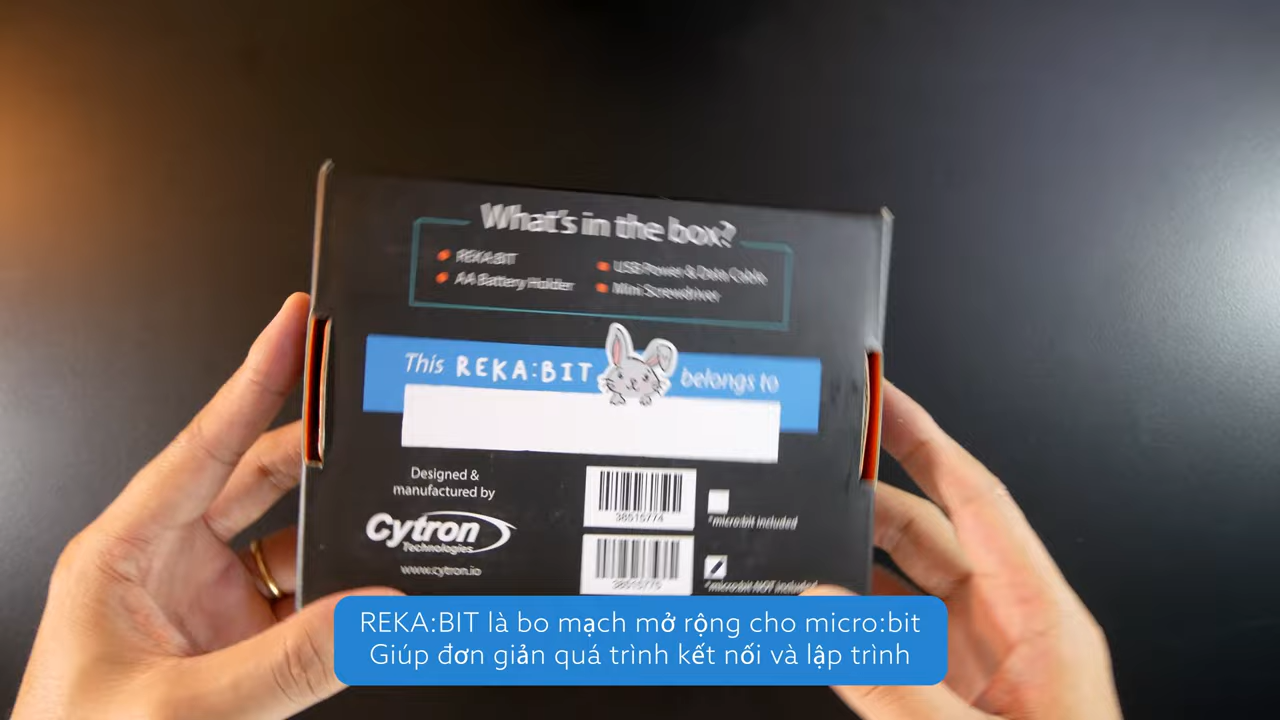 What's in the box?
REKA:BIT
AA Battery Holder
USB Power & Data Cable
Mini Screwdriver
This REKA:BIT belongs to
Designed &
manufactured by
Cytron
Technologies
www.cytron.io
38515774
*micro:bit included
38515775
*micro:bit NOT included
REKA:BIT là bo mạch mở rộng cho micro:bit
Giúp đơn giản quá trình kết nối và lập trình